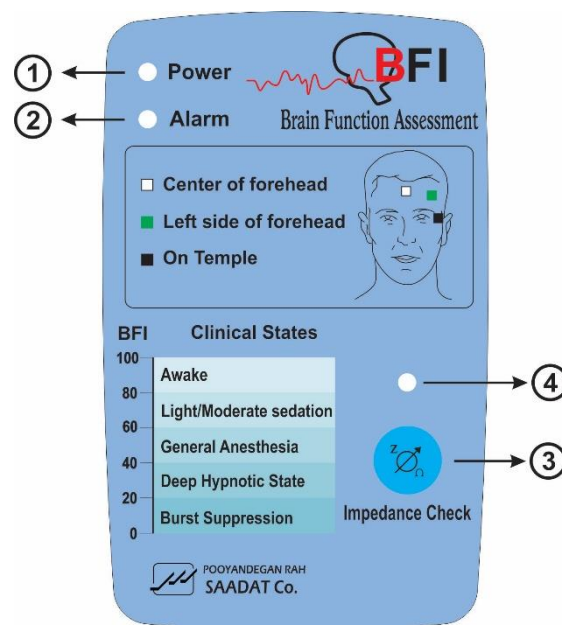 1
Power
2
Alarm
BFI
Brain Function Assessment
Center of forehead
Left side of forehead
On Temple
BFI Clinical States
100
Awake
80
Light/Moderate sedation
60
General Anesthesia
40
Deep Hypnotic State
20
Burst Suppression
0
4
Z
Ω
3
Impedance Check
POOYANDEGAN RAH
SAADAT Co.